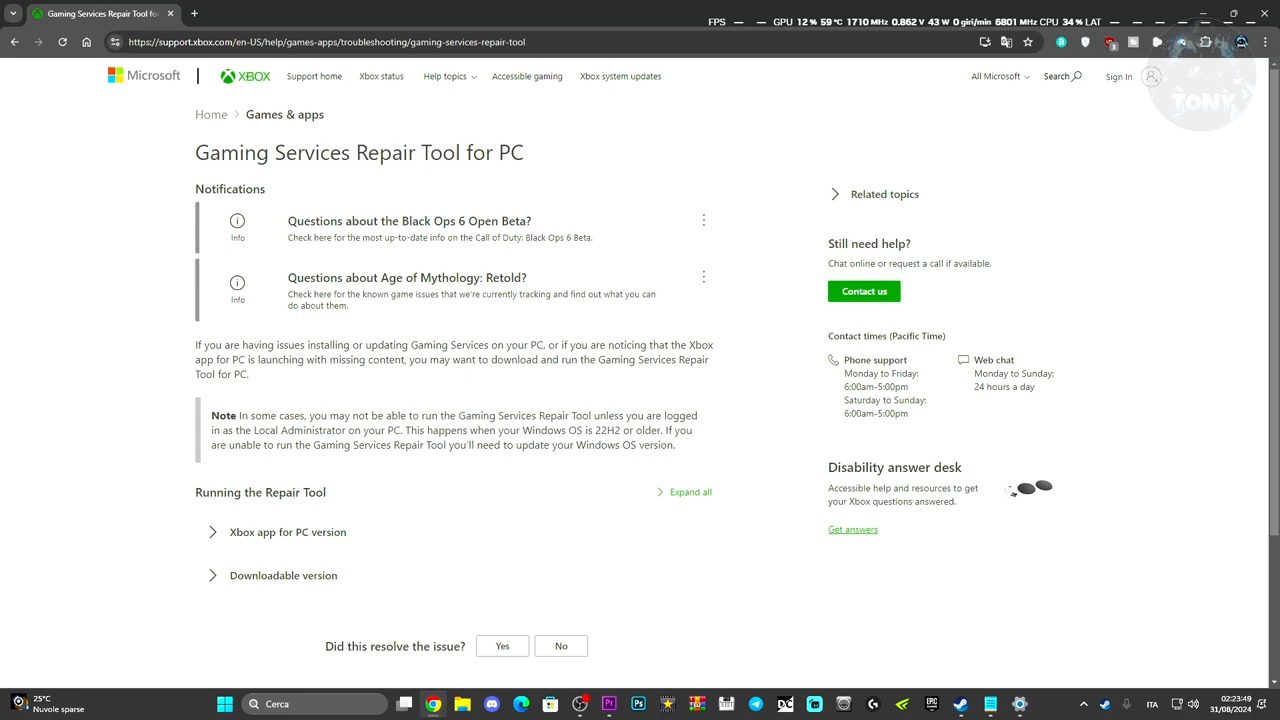 Gaming Services Repair Tool for
FPS — — GPU 12 % 59 °C 1710 MHz 0.862 V 43 W 0 giri/min 6801 MHz CPU 34 % LAT —
https://support.xbox.com/en-US/help/games-apps/troubleshooting/gaming-services-repair-tool
Microsoft XBOX Support home Xbox status Help topics Accessible gaming Xbox system updates All Microsoft Search Sign In
TONY
Home > Games & apps
Gaming Services Repair Tool for PC
Notifications
Info
Questions about the Black Ops 6 Open Beta?
Check here for the most up-to-date info on the Call of Duty: Black Ops 6 Beta.
Info
Questions about Age of Mythology: Retold?
Check here for the known game issues that we're currently tracking and find out what you can
do about them.
If you are having issues installing or updating Gaming Services on your PC, or if you are noticing that the Xbox
app for PC is launching with missing content, you may want to download and run the Gaming Services Repair
Tool for PC.
Note In some cases, you may not be able to run the Gaming Services Repair Tool unless you are logged
in as the Local Administrator on your PC. This happens when your Windows OS is 22H2 or older. If you
are unable to run the Gaming Services Repair Tool you'll need to update your Windows OS version.
Running the Repair Tool
Expand all
Xbox app for PC version
Downloadable version
Did this resolve the issue? Yes No
Related topics
Still need help?
Chat online or request a call if available.
Contact us
Contact times (Pacific Time)
Phone support
Monday to Friday:
6:00am-5:00pm
Saturday to Sunday:
6:00am-5:00pm
Web chat
Monday to Sunday:
24 hours a day
Disability answer desk
Accessible help and resources to get
your Xbox questions answered.
Get answers
25°C
Nuvole sparse
Cerca
DC
EPIC
ITA
02:23:49
31/08/2024